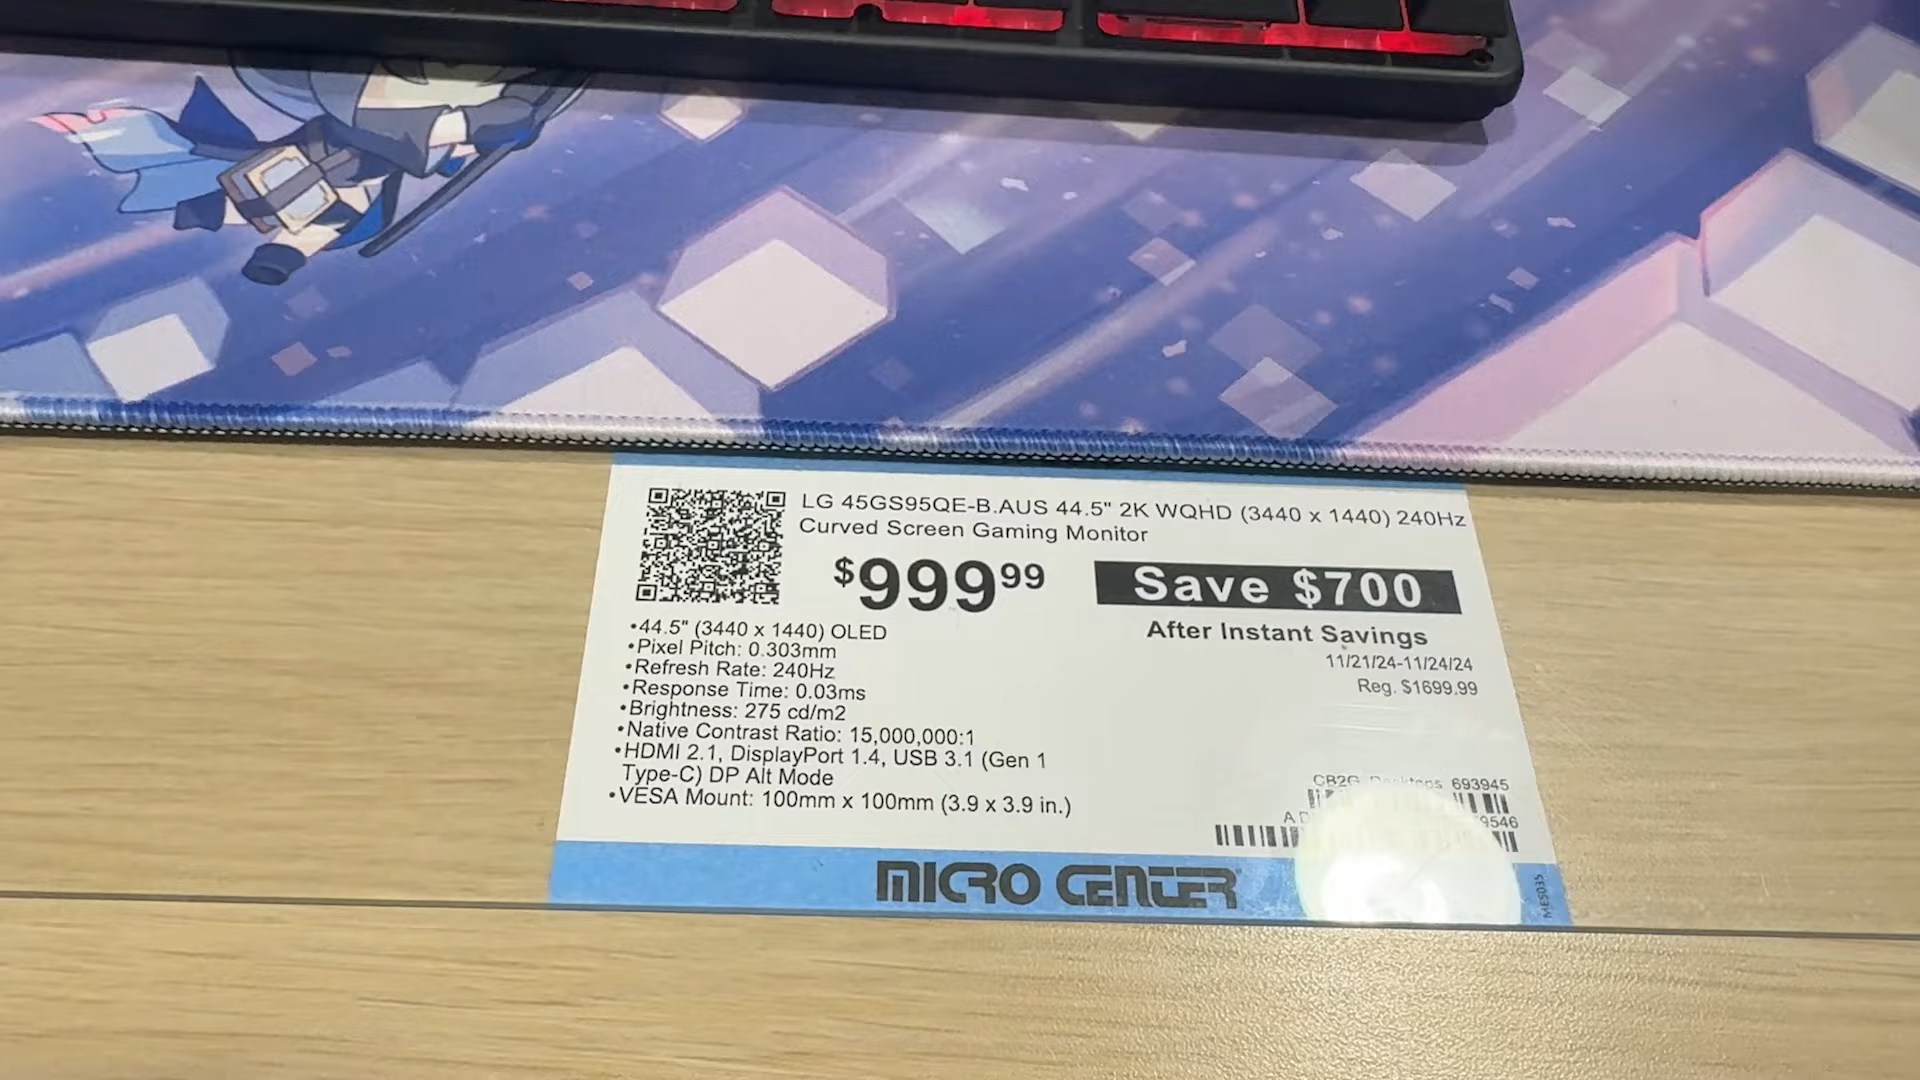 LG 45GS95QE-B.AUS 44.5" 2K WQHD (3440 x 1440) 240Hz
Curved Screen Gaming Monitor
$999.99
Save $700
After Instant Savings
11/21/24-11/24/24
Reg. $1699.99
•44.5" (3440 x 1440) OLED
•Pixel Pitch: 0.303mm
•Refresh Rate: 240Hz
•Response Time: 0.03ms
•Brightness: 275 cd/m2
•Native Contrast Ratio: 15,000,000:1
•HDMI 2.1, DisplayPort 1.4, USB 3.1 (Gen 1
Type-C) DP Alt Mode
•VESA Mount: 100mm x 100mm (3.9 x 3.9 in.)
693945
MICRO CENTER
MES035